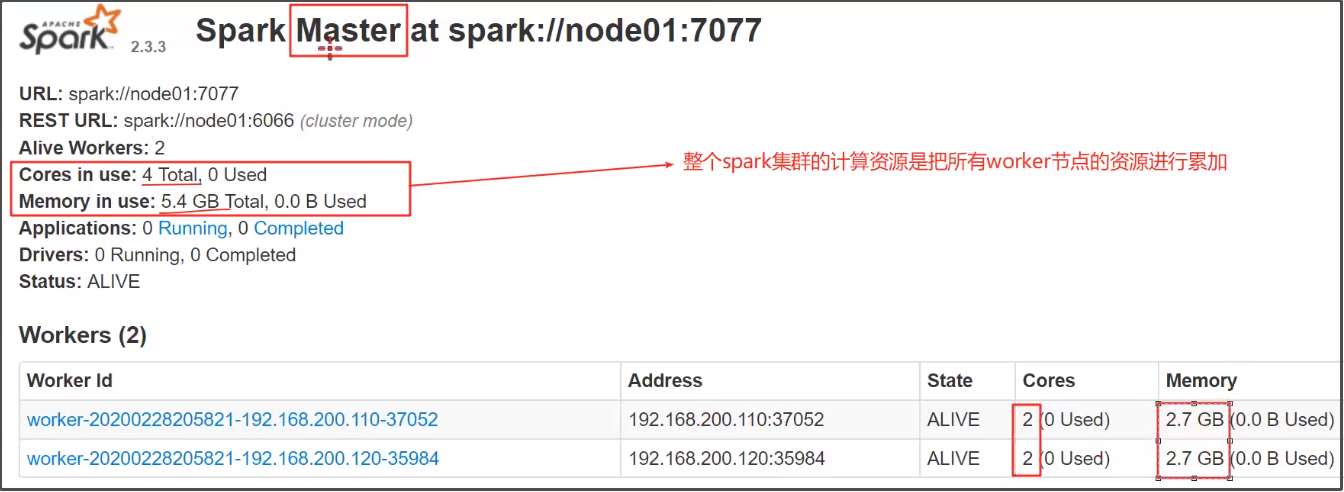 APACHE Spark 2.3.3 Spark Master at spark://node01:7077
URL: spark://node01:7077
REST URL: spark://node01:6066 (cluster mode)
Alive Workers: 2
Cores in use: 4 Total, 0 Used
整个spark集群的计算资源是把所有worker节点的资源进行累加
Memory in use: 5.4 GB Total, 0.0 B Used
Applications: 0 Running, 0 Completed
Drivers: 0 Running, 0 Completed
Status: ALIVE
Workers (2)
Worker Id Address State Cores Memory
worker-20200228205821-192.168.200.110-37052 192.168.200.110:37052 ALIVE 2 (0 Used) 2.7 GB (0.0 B Used)
worker-20200228205821-192.168.200.120-35984 192.168.200.120:35984 ALIVE 2 (0 Used) 2.7 GB (0.0 B Used)